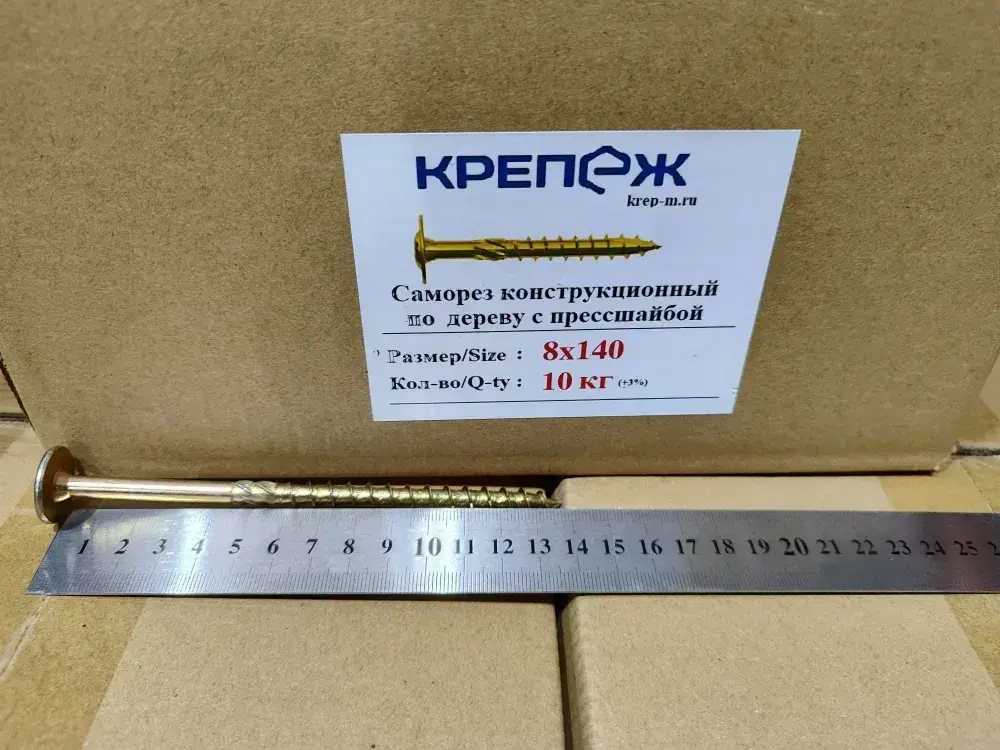 КРЕПЕЖ
krep-m.ru
Саморез конструкционный
по дереву с прессшайбой
Размер/Size : 8x140
Кол-во/Q-ty : 10 кг (±3%)
1 2 3 4 5 6 7 8 9 10 11 12 13 14 15 16 17 18 19 20 21 22 23 24 25